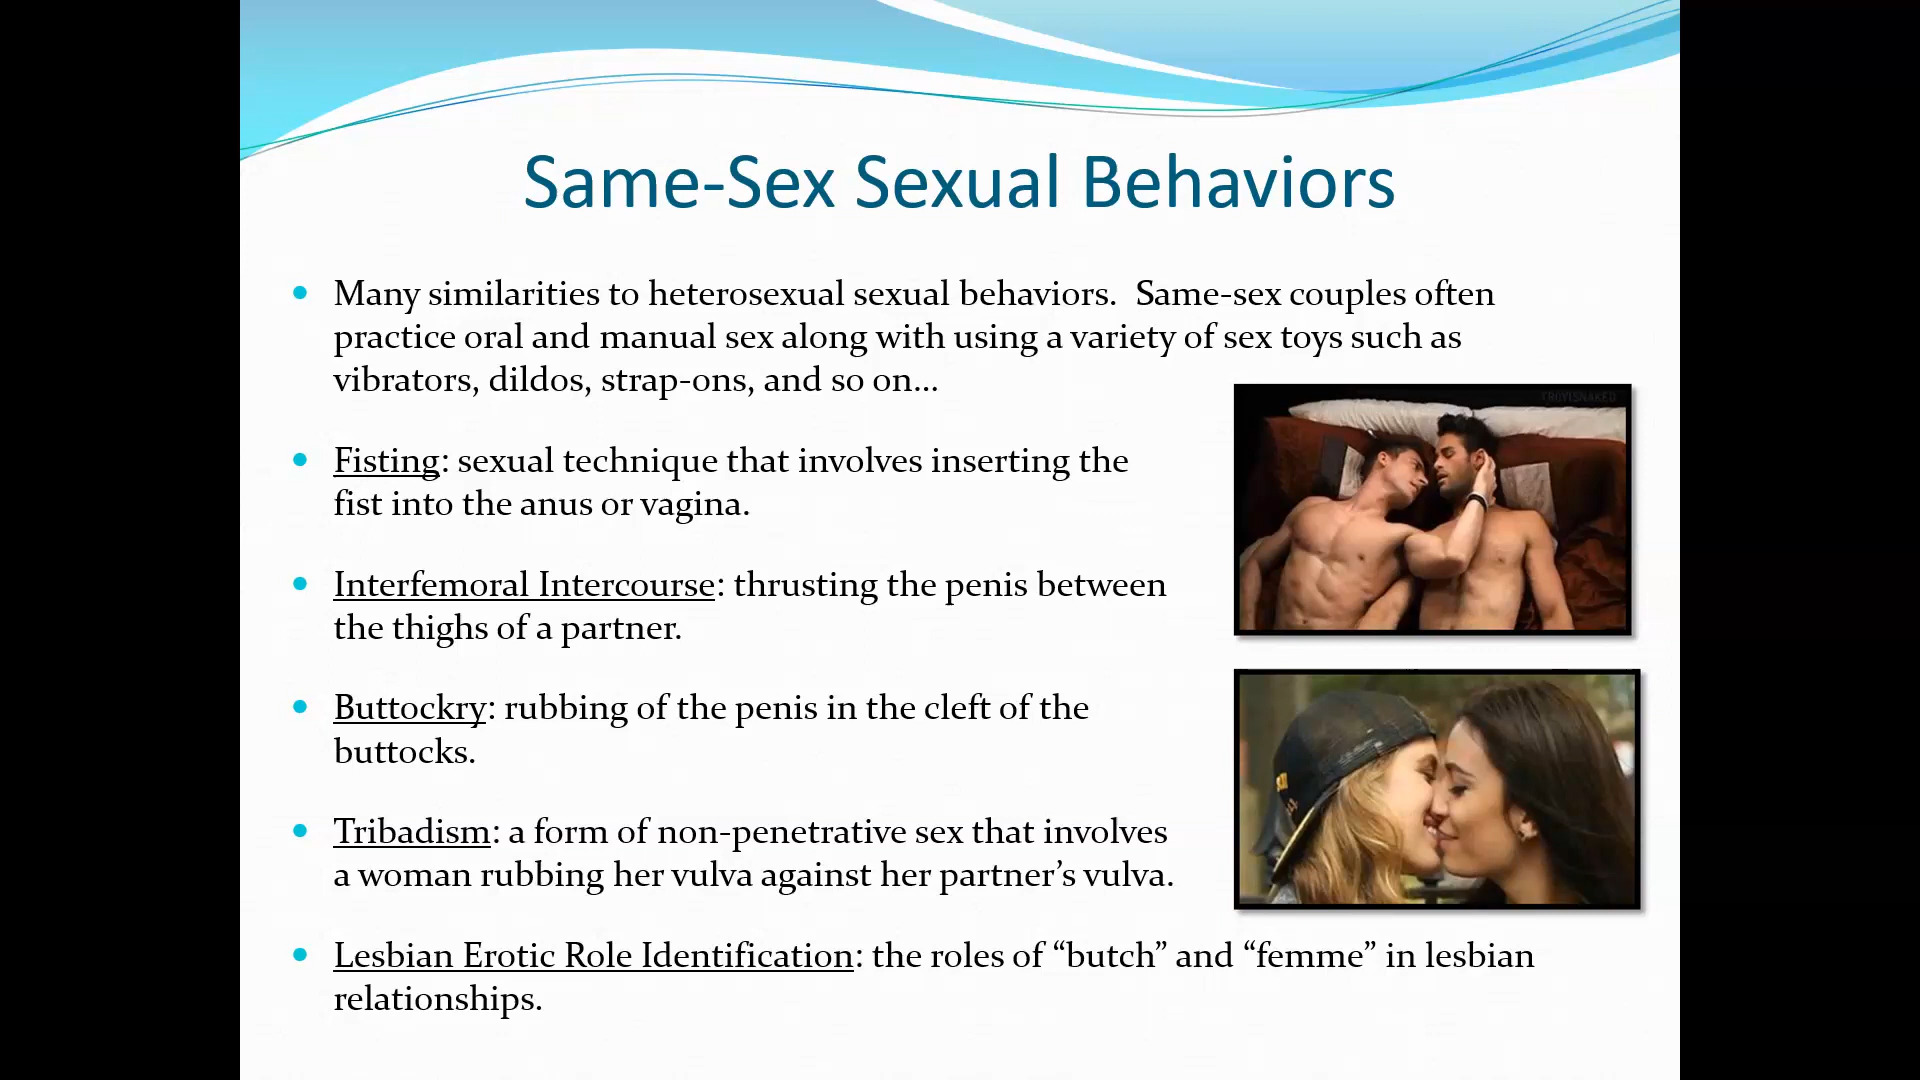 Same-Sex Sexual Behaviors
• Many similarities to heterosexual sexual behaviors.  Same-sex couples often
practice oral and manual sex along with using a variety of sex toys such as
vibrators, dildos, strap-ons, and so on…
TROYISNAKED
• Fisting: sexual technique that involves inserting the
fist into the anus or vagina.
• Interfemoral Intercourse: thrusting the penis between
the thighs of a partner.
• Buttockry: rubbing of the penis in the cleft of the
buttocks.
• Tribadism: a form of non-penetrative sex that involves
a woman rubbing her vulva against her partner’s vulva.
• Lesbian Erotic Role Identification: the roles of “butch” and “femme” in lesbian
relationships.